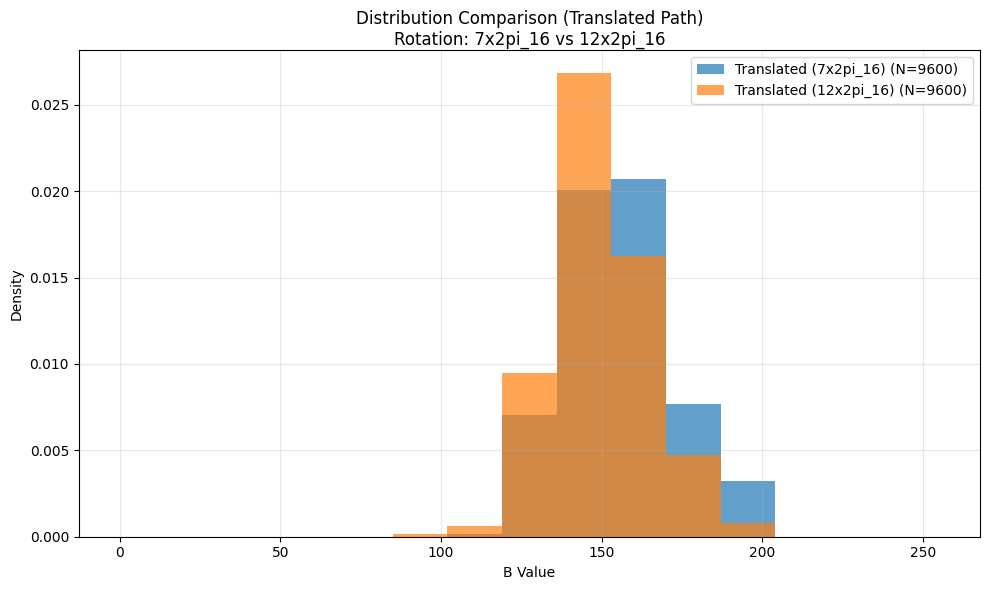 Distribution Comparison (Translated Path)
Rotation: 7x2pi_16 vs 12x2pi_16
Translated (7x2pi_16) (N=9600)
Translated (12x2pi_16) (N=9600)
Density
0.025
0.020
0.015
0.010
0.005
0.000
0 50 100 150 200 250
B Value